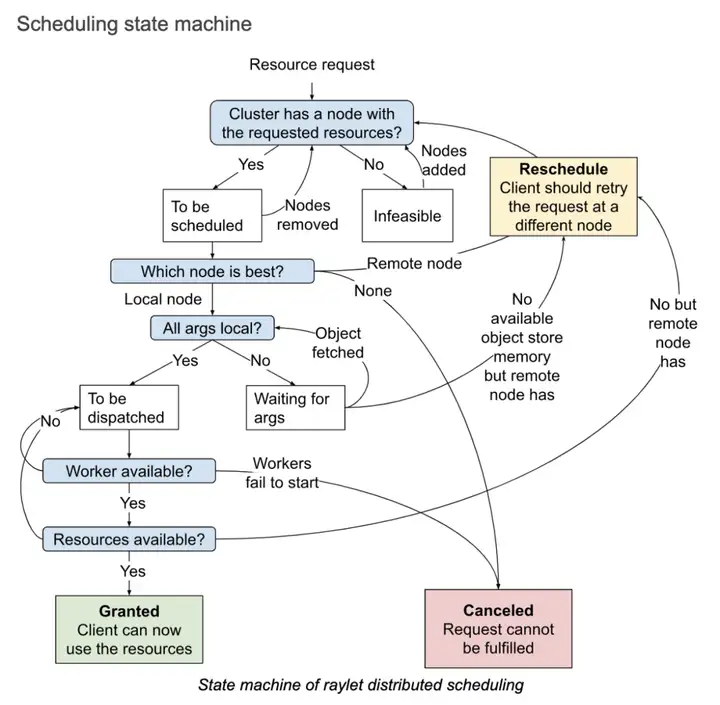 Scheduling state machine
Resource request
Cluster has a node with
the requested resources?
Yes
No
Nodes
added
Reschedule
Client should retry
the request at a
different node
To be
scheduled
Nodes
removed
Infeasible
Which node is best?
Remote node
None
Local node
All args local?
Object
fetched
Yes
No
No
available
object store
memory
but remote
node has
No but
remote
node
has
To be
dispatched
Waiting for
args
No
Worker available?
Workers
fail to start
Yes
Resources available?
Yes
Granted
Client can now
use the resources
Canceled
Request cannot
be fulfilled
State machine of raylet distributed scheduling